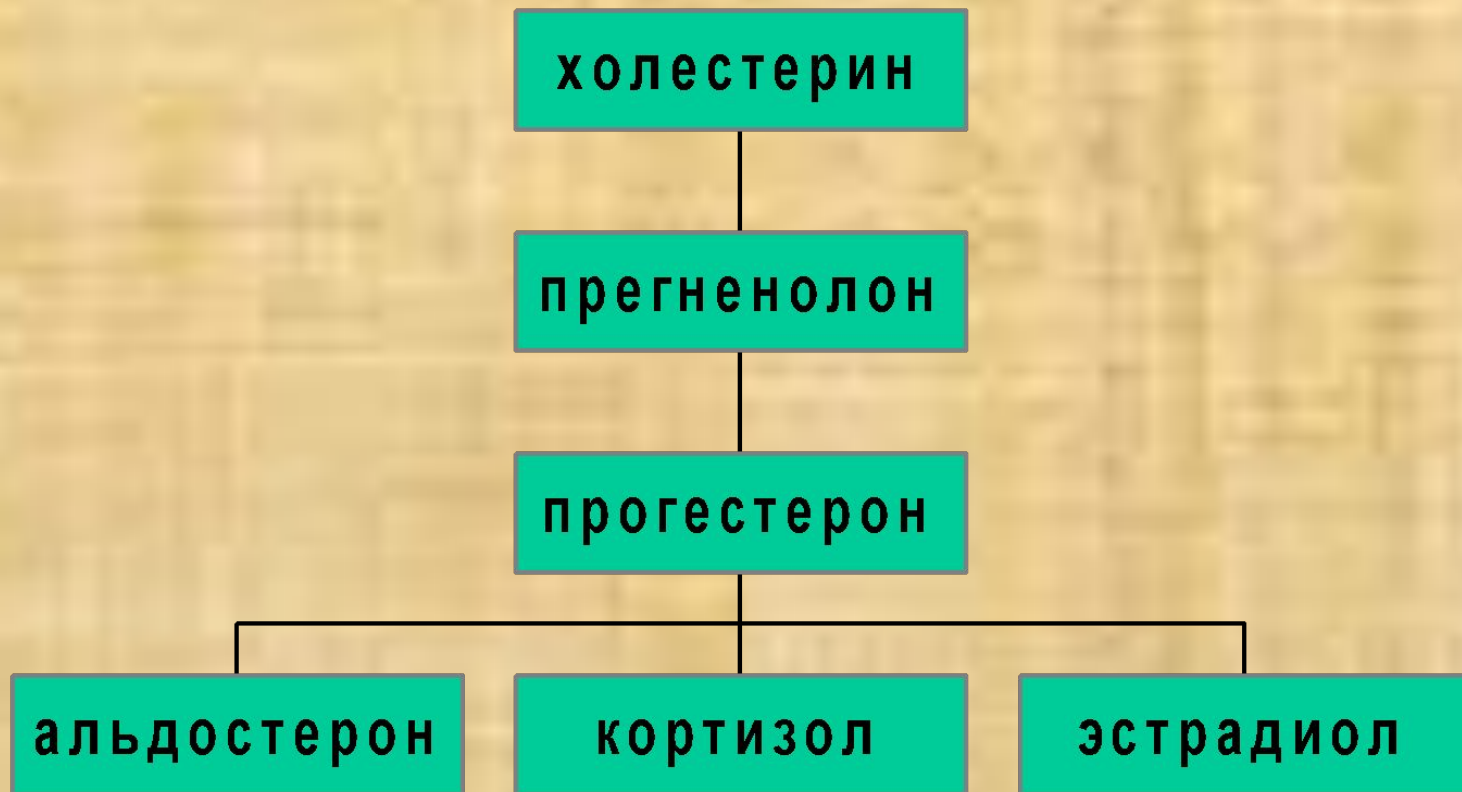 холестерин
прегненолон
прогестерон
альдостерон
кортизол
эстрадиол